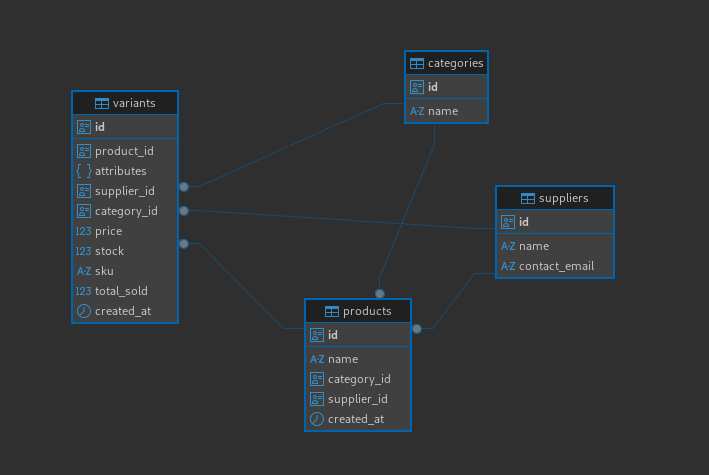 categories
id
name
variants
id
product_id
{ } attributes
supplier_id
category_id
123 price
123 stock
A-Z sku
123 total_sold
created_at
suppliers
id
A-Z name
A-Z contact_email
products
id
A-Z name
category_id
supplier_id
created_at